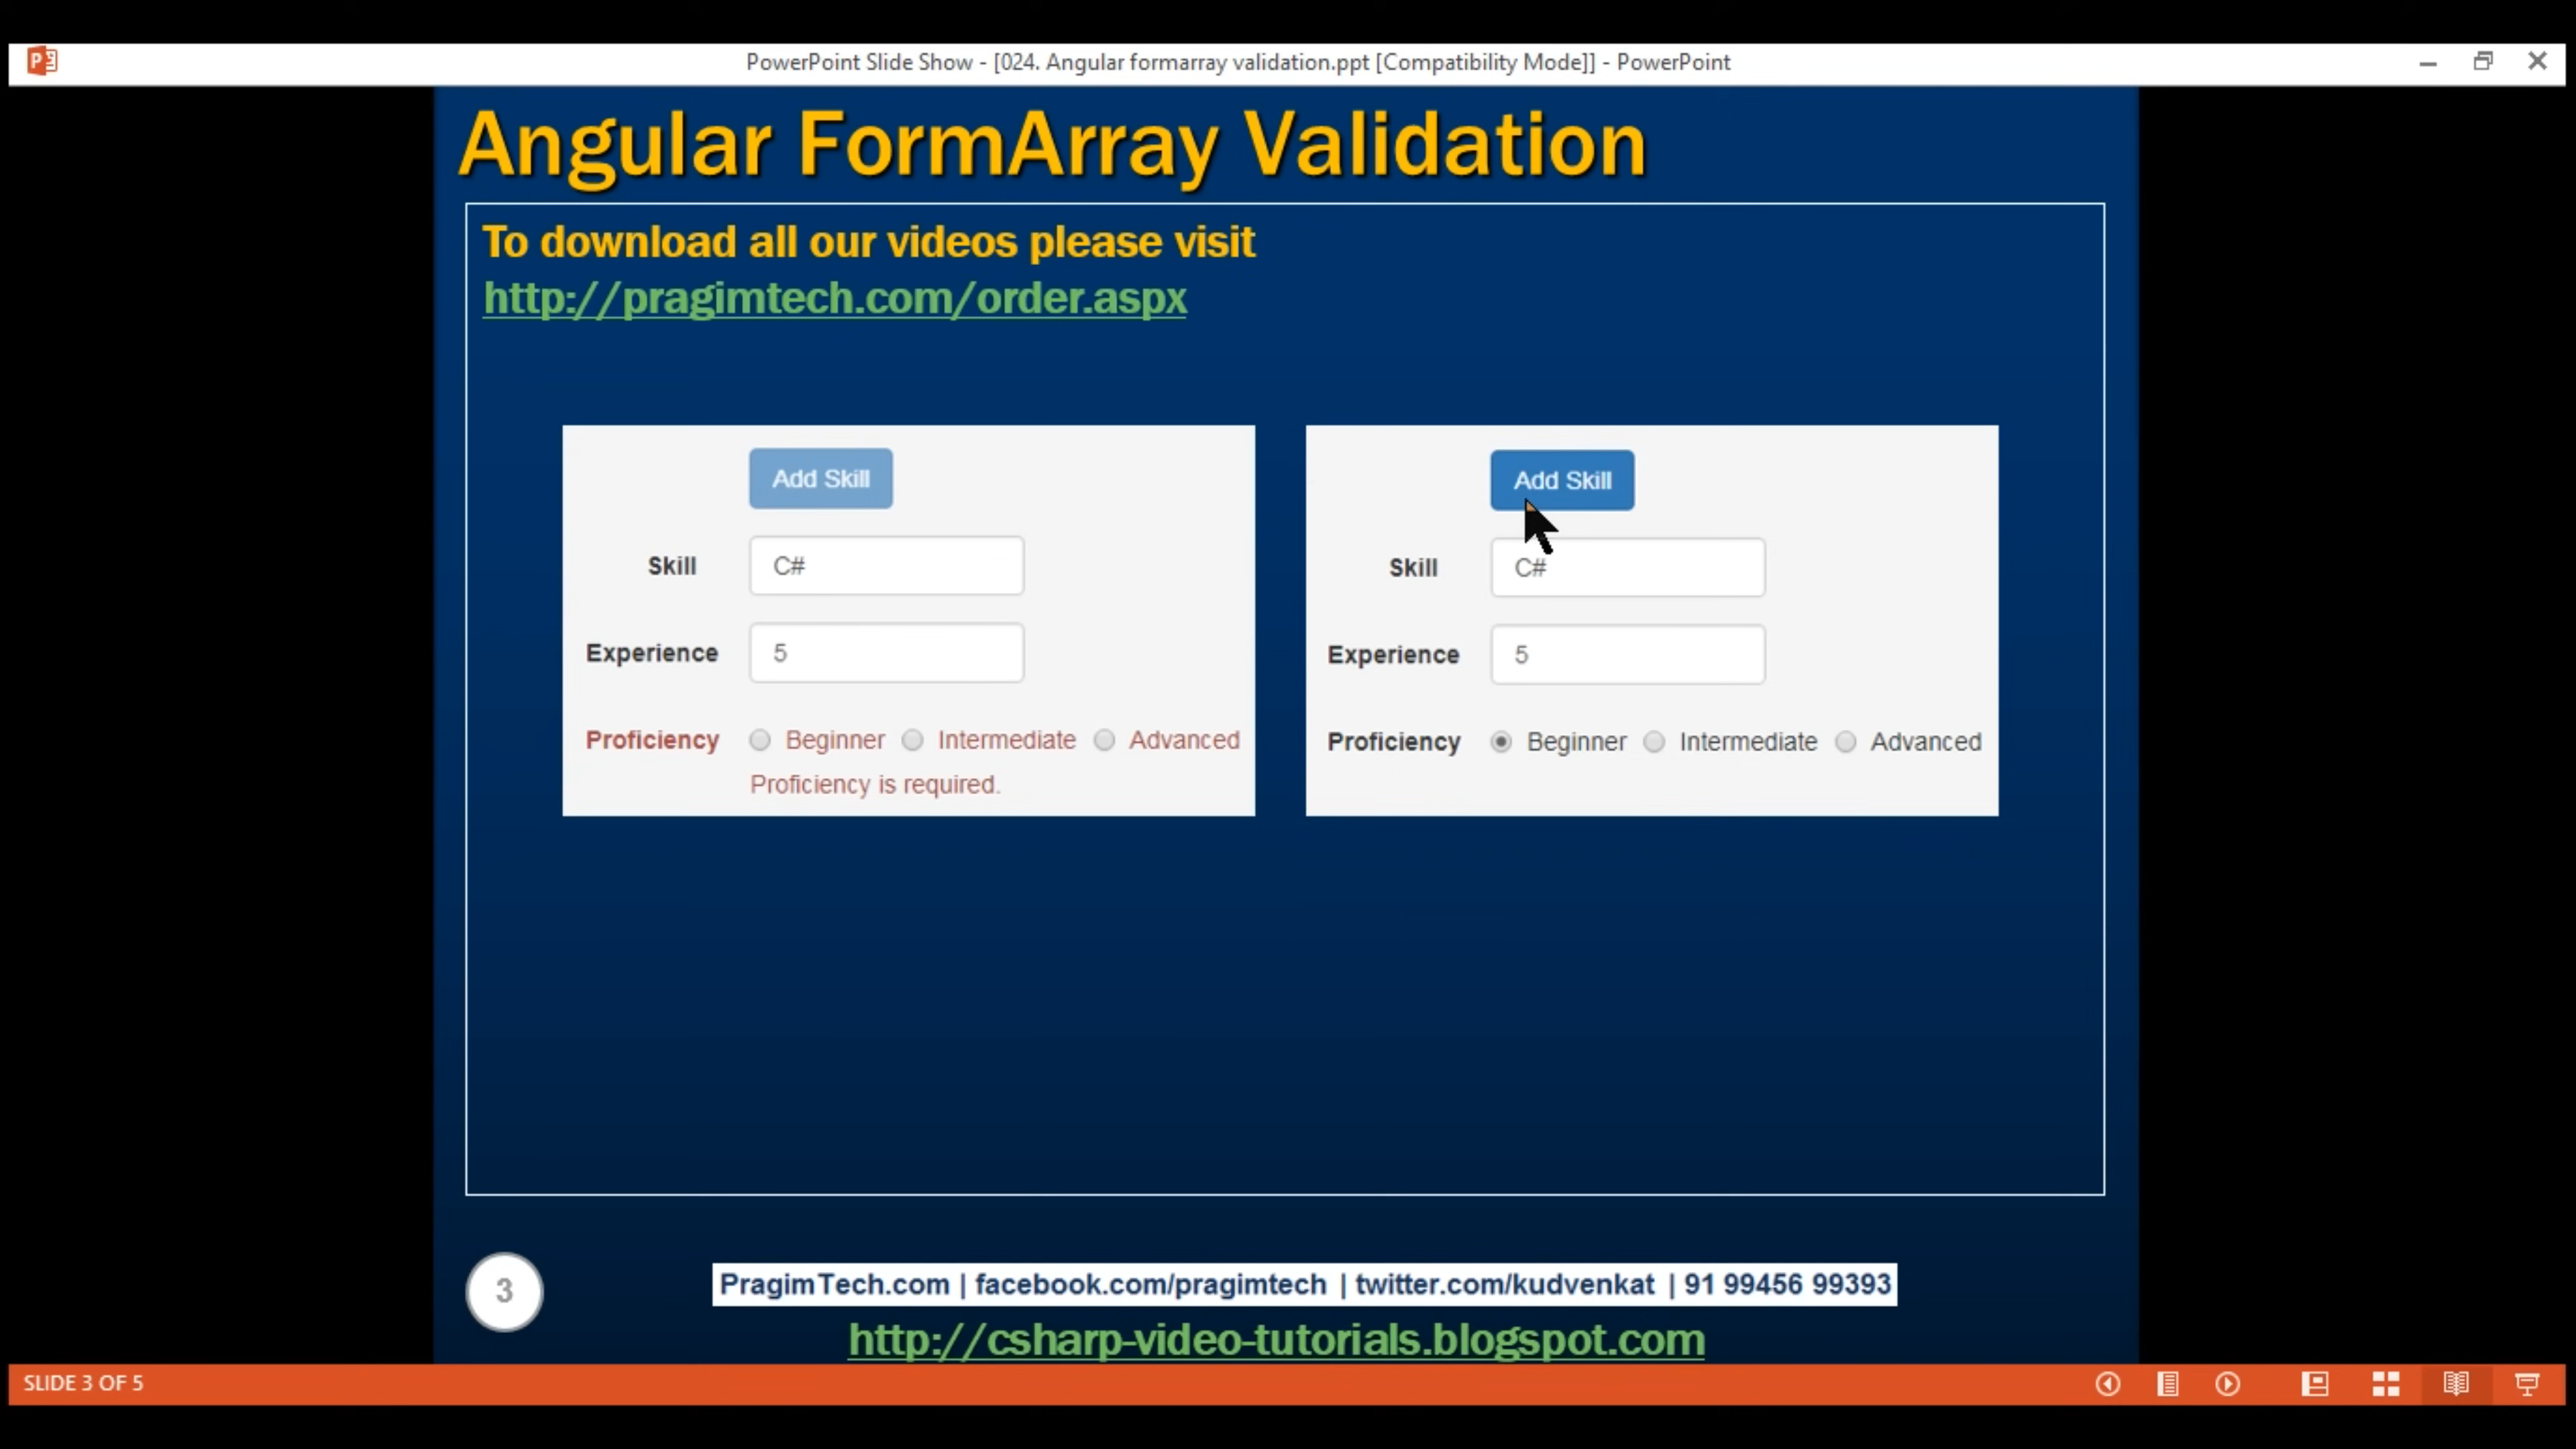 PowerPoint Slide Show - [024. Angular formarray validation.ppt [Compatibility Mode]] - PowerPoint
Angular FormArray Validation
To download all our videos please visit
http://pragimtech.com/order.aspx
Add Skill
Skill C#
Experience 5
Proficiency Beginner Intermediate Advanced
Proficiency is required.
Add Skill
Skill C#
Experience 5
Proficiency Beginner Intermediate Advanced
3
PragimTech.com | facebook.com/pragimtech | twitter.com/kudvenkat | 91 99456 99393
http://csharp-video-tutorials.blogspot.com
SLIDE 3 OF 5